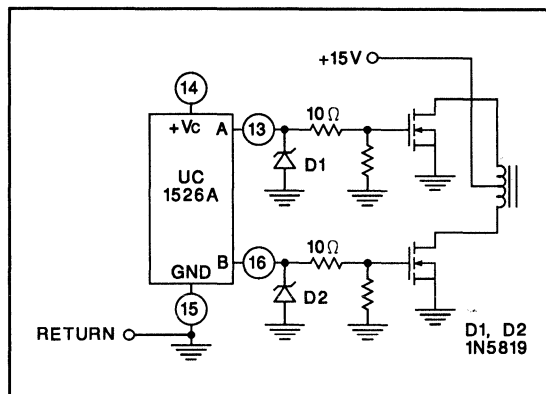 +15V
14
+VC A 13 10Ω
UC
1526A
D1
10Ω
B 16
GND
D2
15
RETURN
D1, D2
1N5819